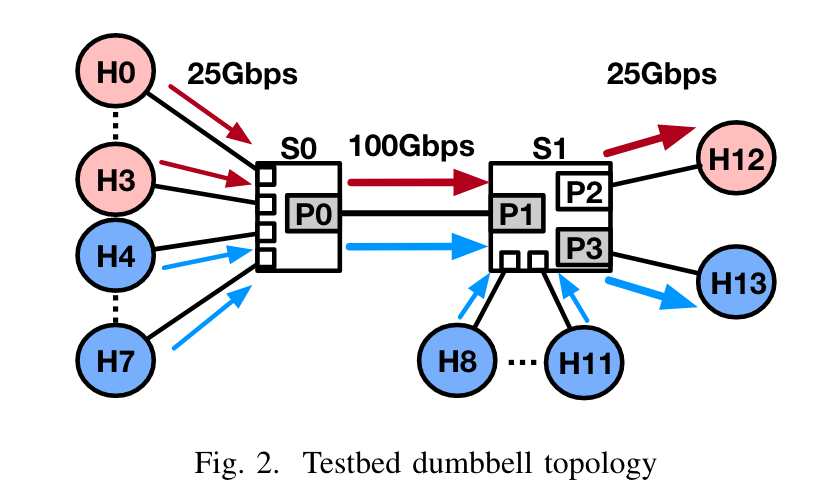 H0
25Gbps
25Gbps
S0
100Gbps
S1
H12
H3
P2
P0
P1
H4
P3
H13
H7
H8
...
H11
Fig. 2. Testbed dumbbell topology